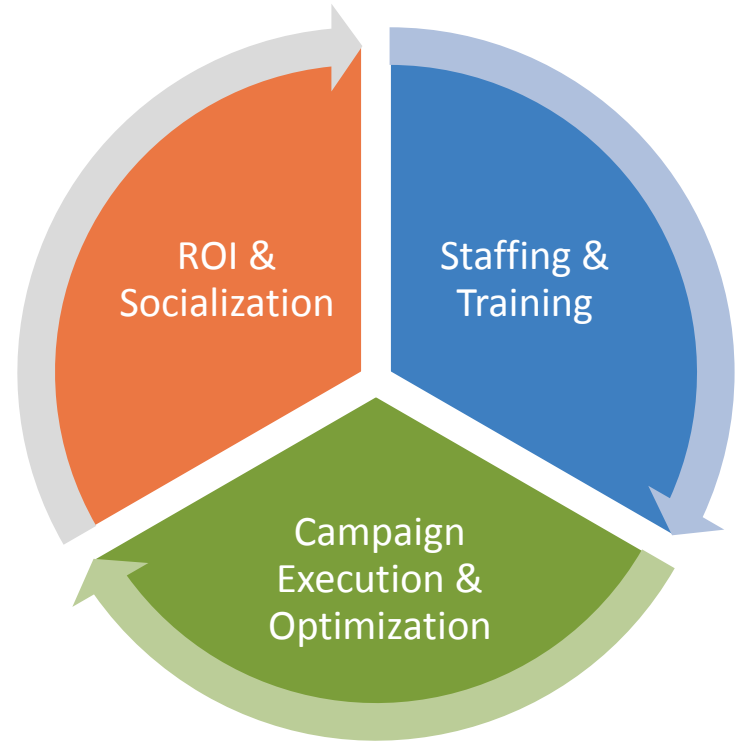 ROI &
Socialization
Staffing &
Training
Campaign
Execution &
Optimization